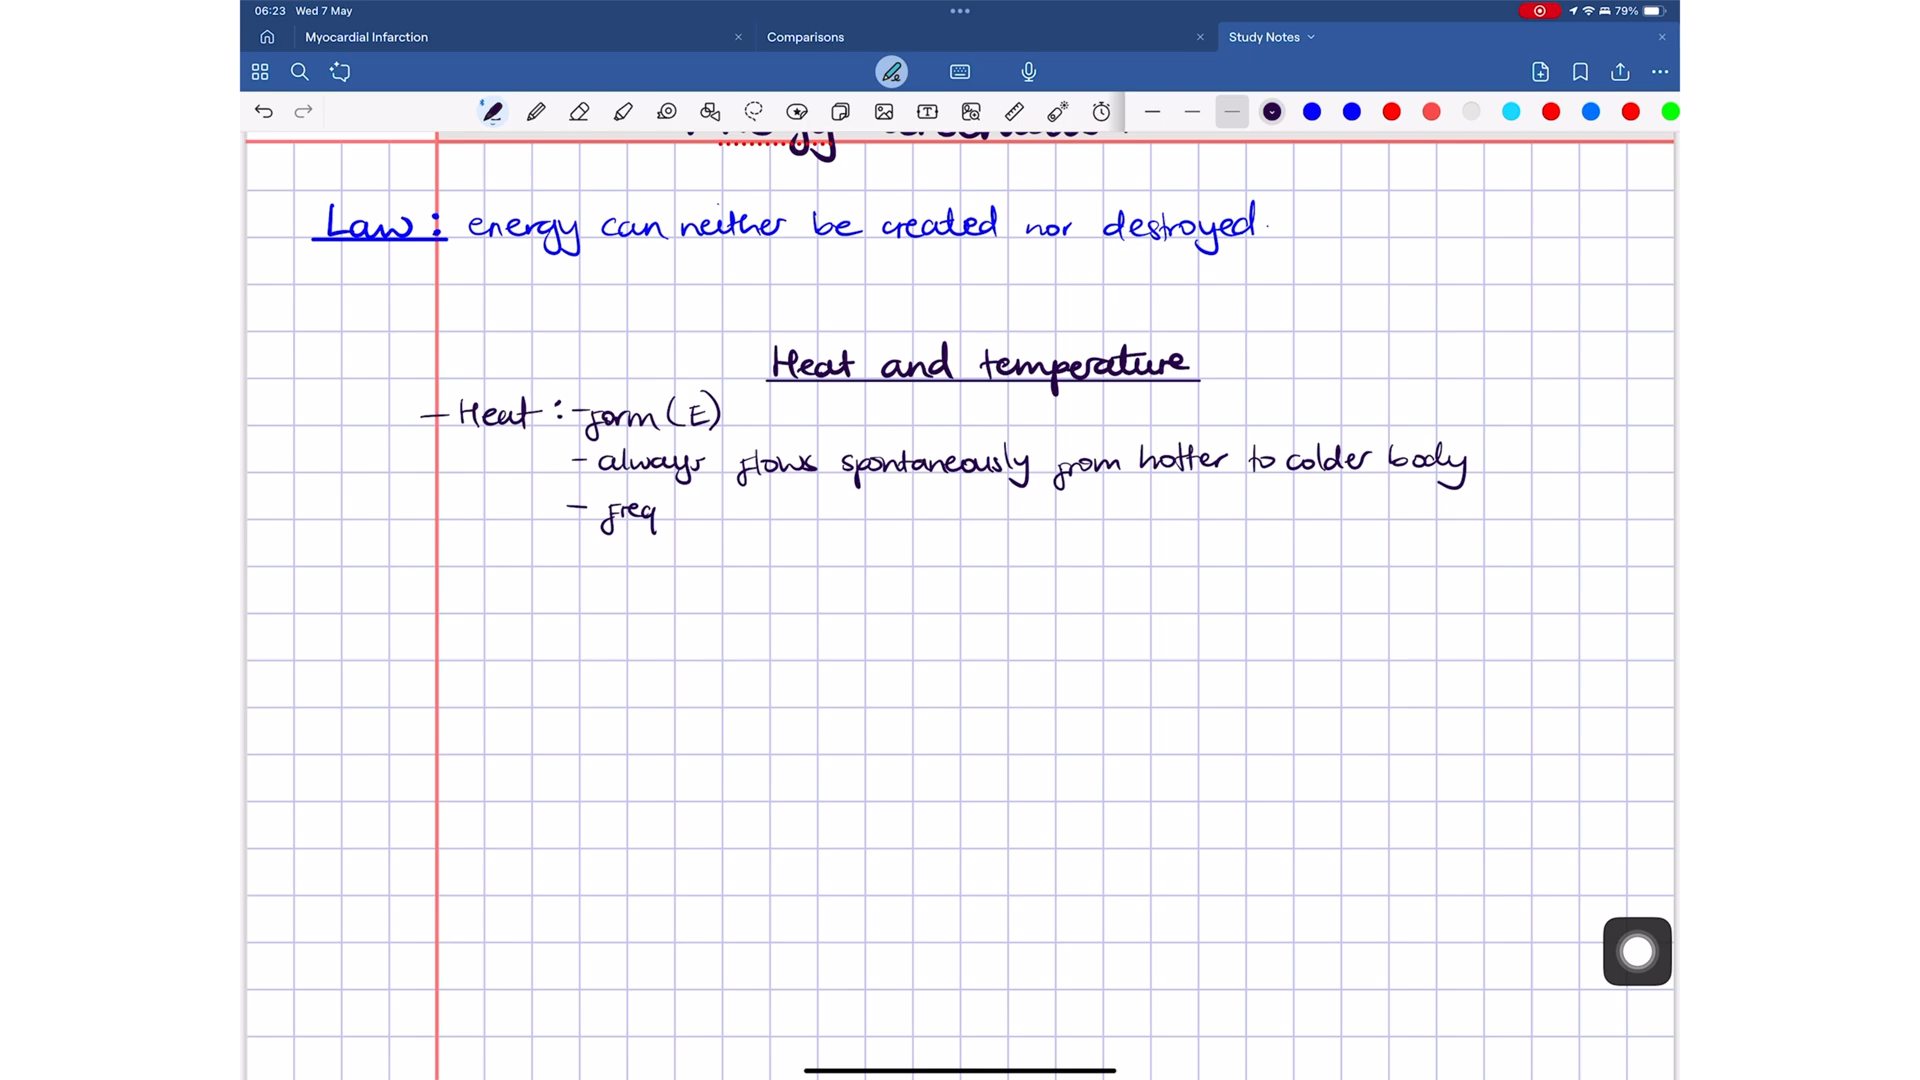 06:23 Wed 7 May
79%
Myocardial Infarction
Comparisons
Study Notes
Law: energy can neither be created nor destroyed.
Heat and temperature
- Heat: - form (E)
- always flows spontaneously from hotter to colder body
- freq